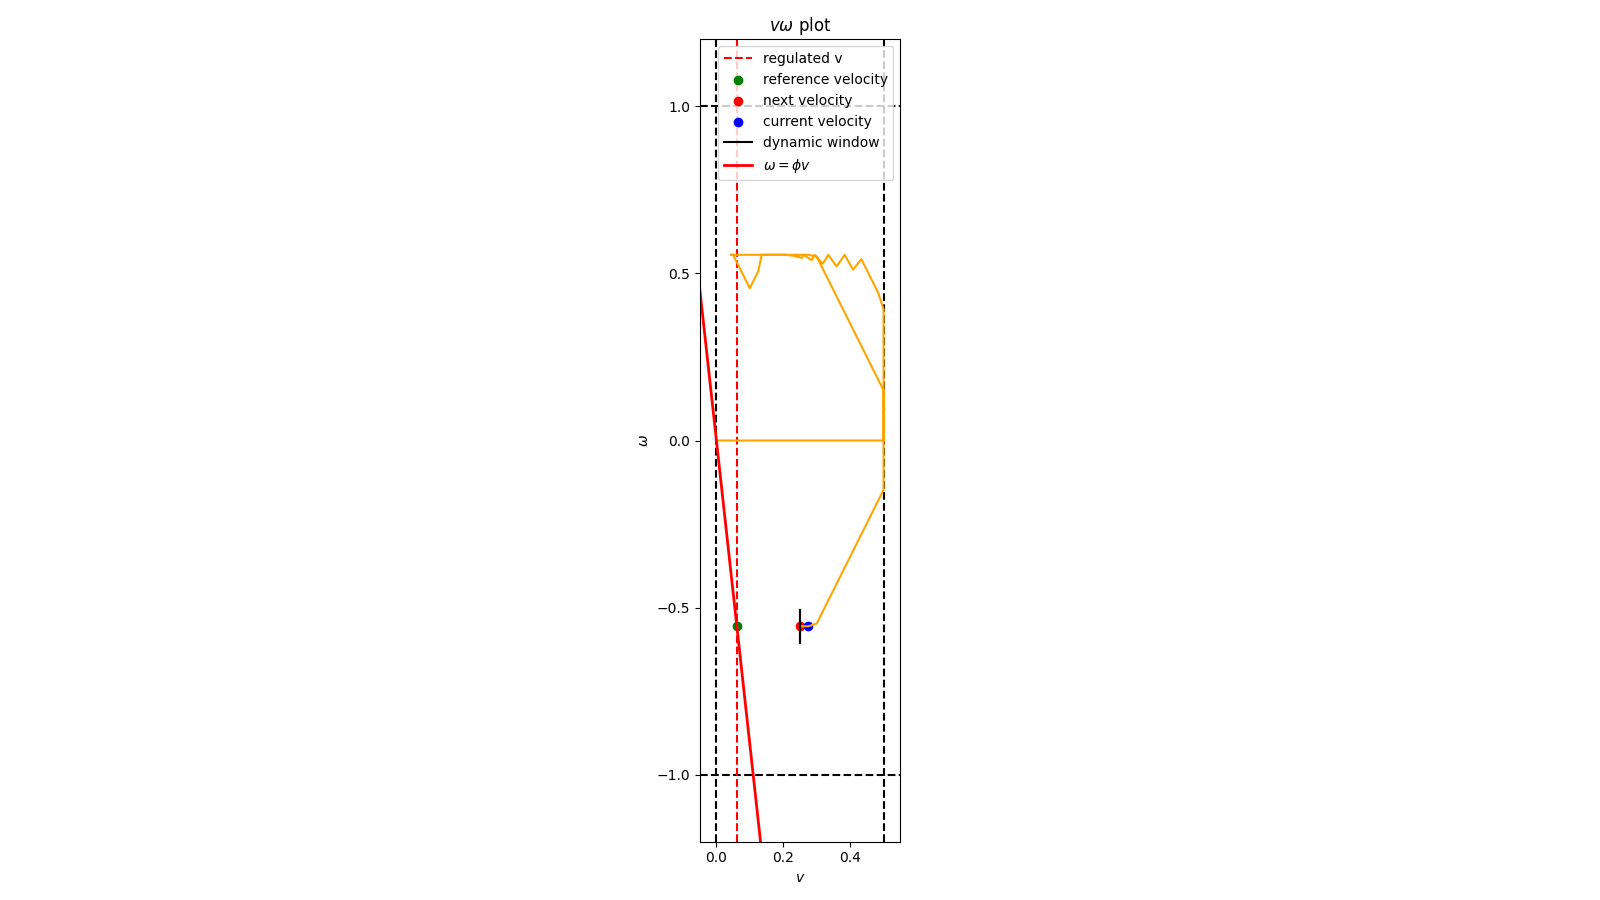 vω plot
regulated v
reference velocity
next velocity
current velocity
dynamic window
ω = ϕv
1.0
0.5
0.0
−0.5
−1.0
ω
0.0 0.2 0.4
v